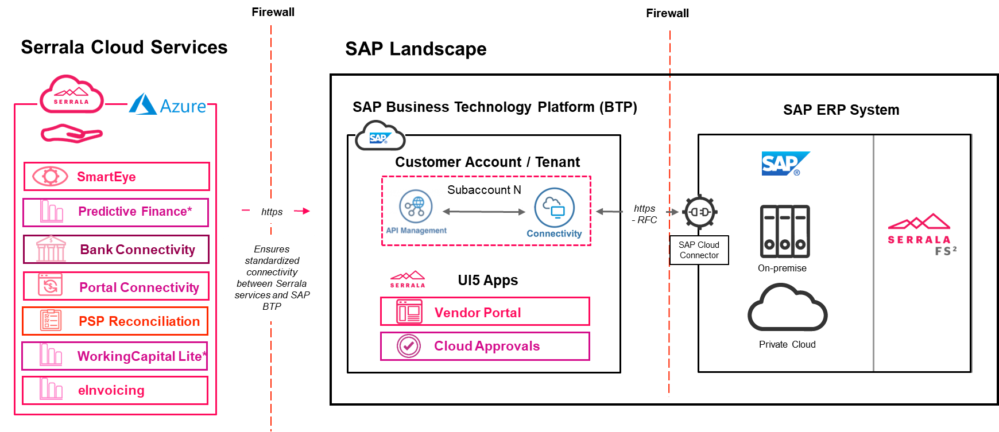 Firewall
Firewall
Serrala Cloud Services
SAP Landscape
SERRALA
Azure
SmartEye
Predictive Finance*
Bank Connectivity
Portal Connectivity
PSP Reconciliation
WorkingCapital Lite*
eInvoicing
https
Ensures
standardized
connectivity
between Serrala
services and SAP
BTP
SAP Business Technology Platform (BTP)
SAP
Customer Account / Tenant
Subaccount N
API Management
Connectivity
SERRALA
UI5 Apps
Vendor Portal
Cloud Approvals
https
- RFC
SAP Cloud
Connector
SAP ERP System
SAP®
On-premise
Private Cloud
SERRALA
FS²